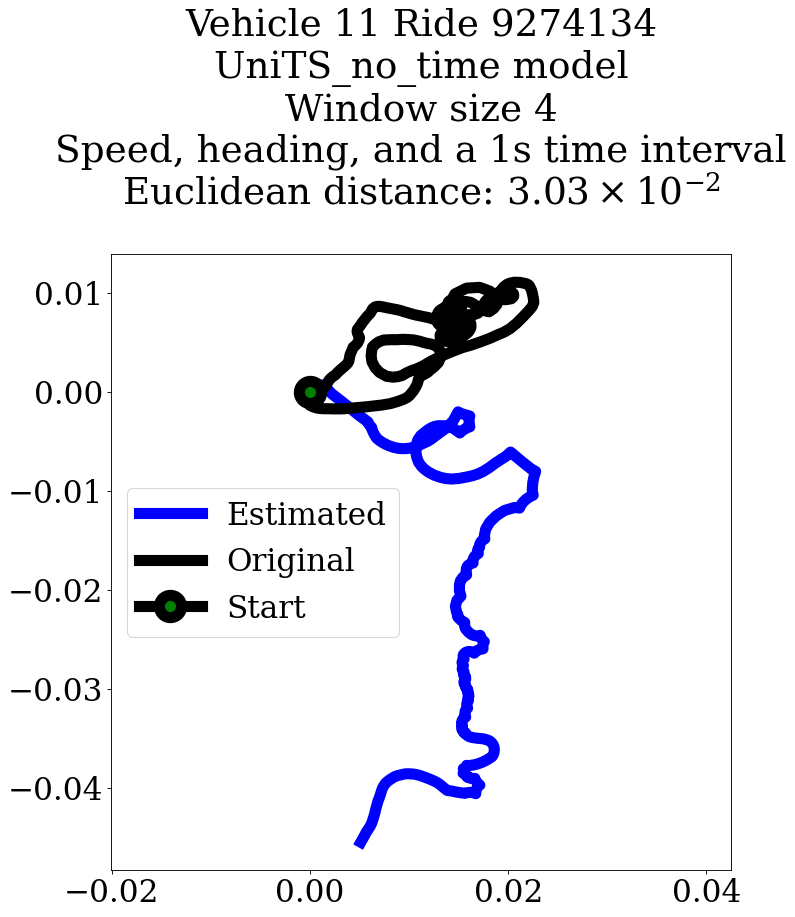 Vehicle 11 Ride 9274134
UniTS_no_time model
Window size 4
Speed, heading, and a 1s time interval
Euclidean distance: 3.03 × 10⁻²
0.01
0.00
−0.01
−0.02
−0.03
−0.04
Estimated
Original
Start
−0.02 0.00 0.02 0.04